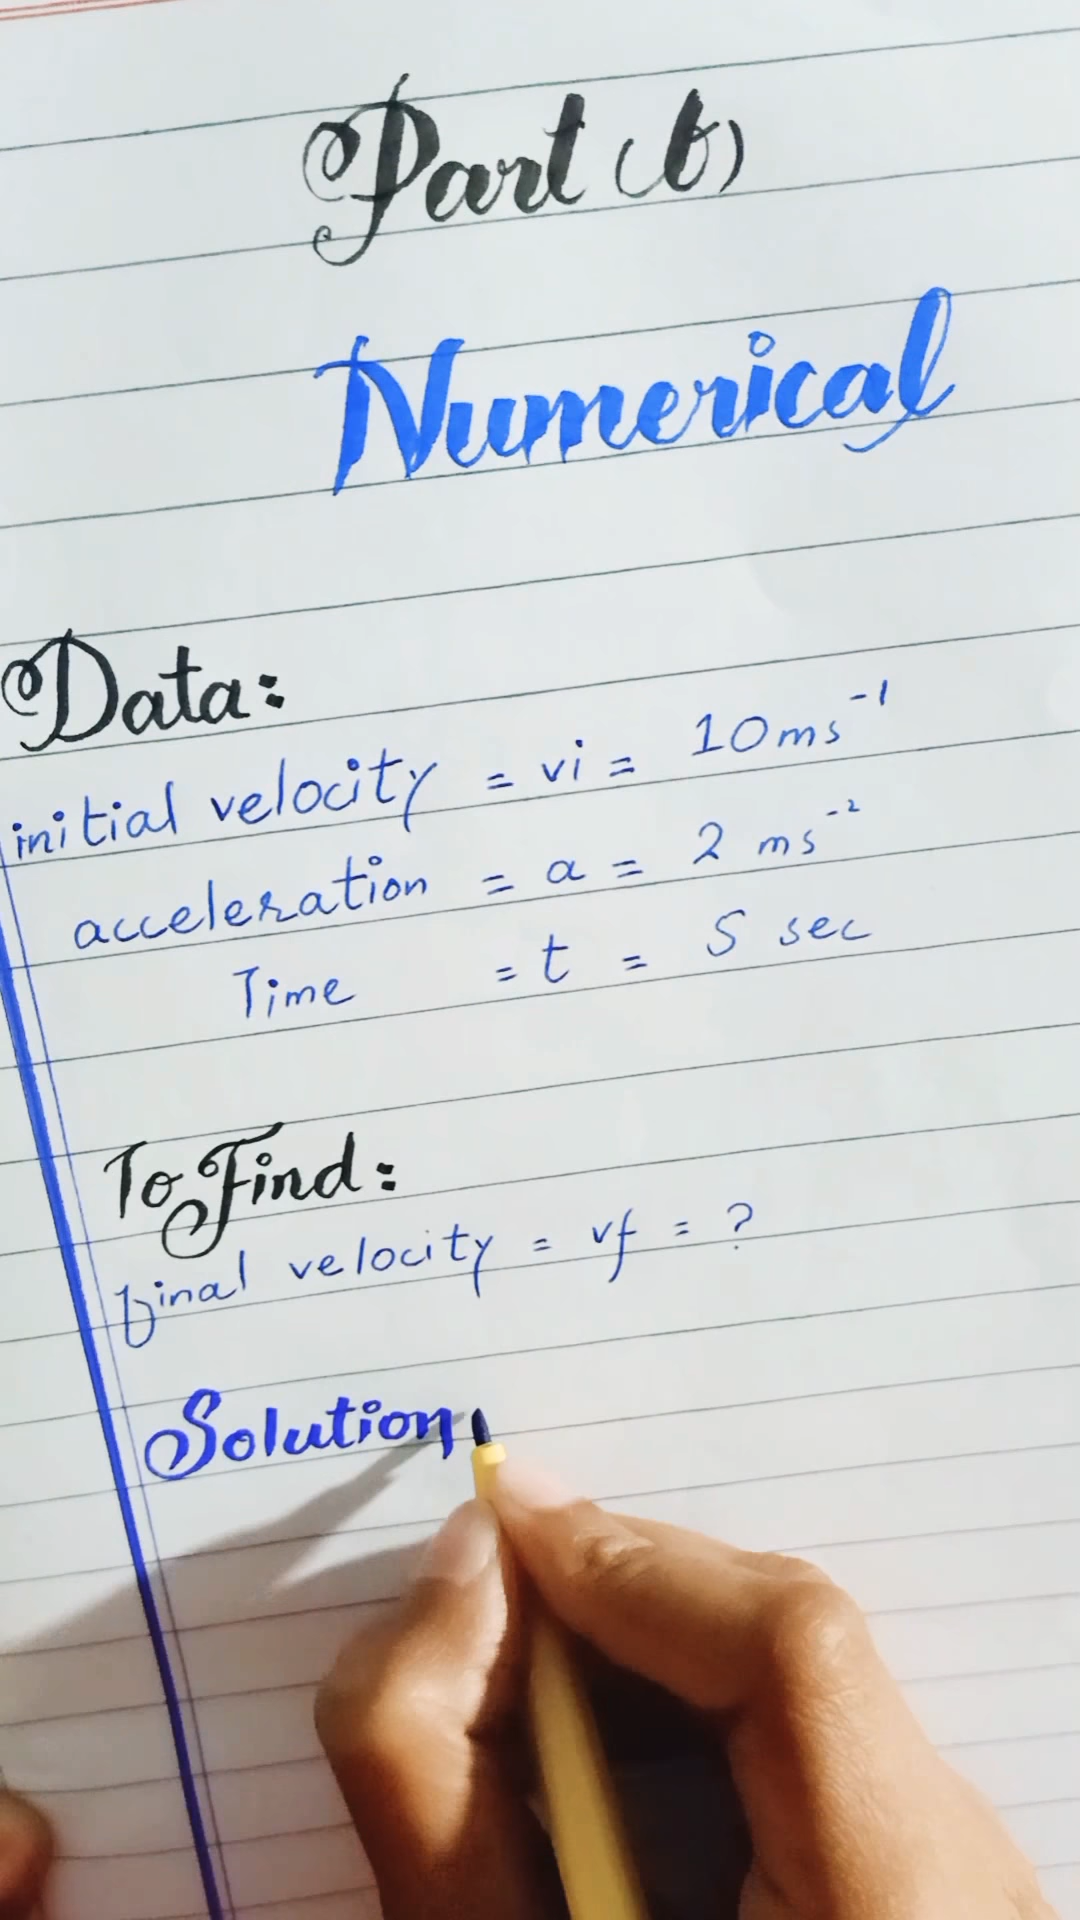 Part (b)
Numerical
Data:
initial velocity = vi = 10ms⁻¹
acceleration = a = 2 ms⁻²
Time = t = 5 sec
To Find:
final velocity = vf = ?
Solution